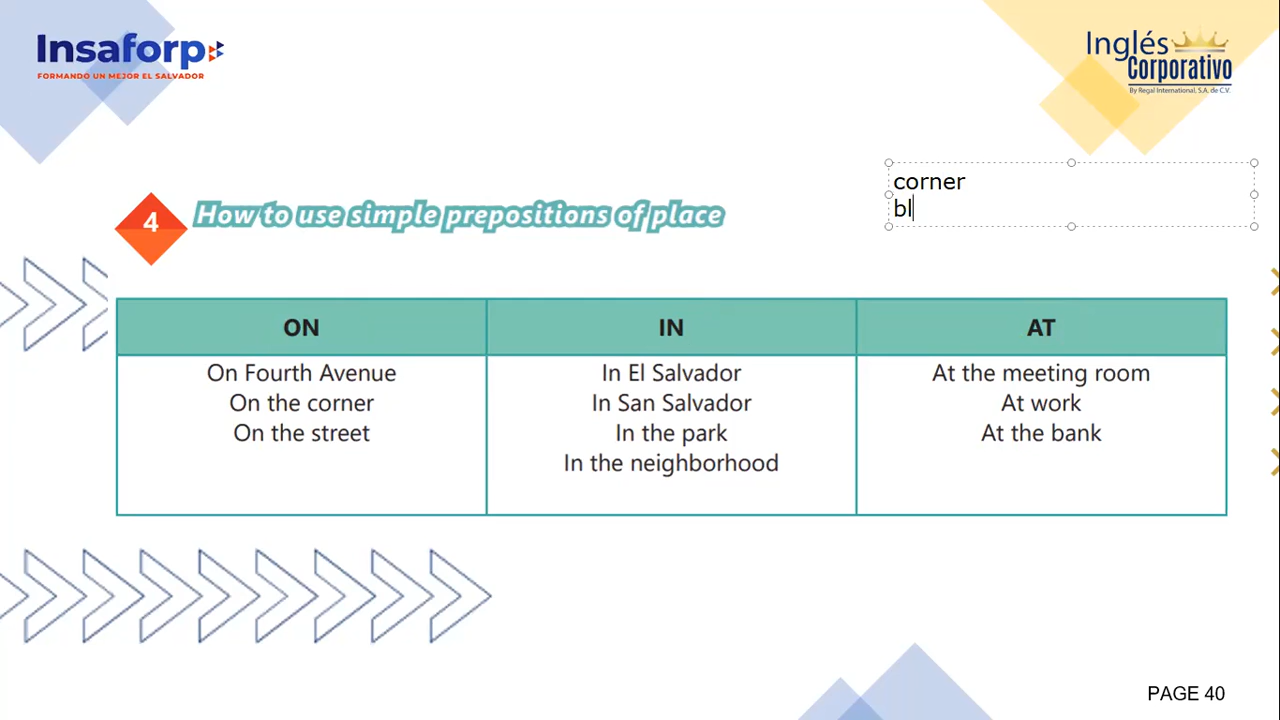 Insaforp
FORMANDO UN MEJOR EL SALVADOR
Inglés
Corporativo
By Regal International, S.A. de C.V.
corner
bl
4
How to use simple prepositions of place
ON
IN
AT
On Fourth Avenue
On the corner
On the street
In El Salvador
In San Salvador
In the park
In the neighborhood
At the meeting room
At work
At the bank
PAGE 40